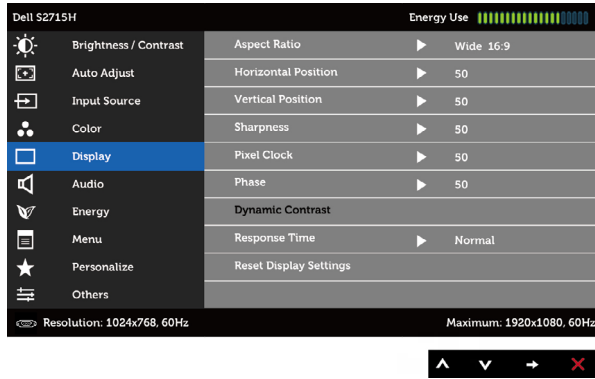 Dell S2715H Energy Use
Brightness / Contrast Aspect Ratio Wide 16:9
Auto Adjust Horizontal Position 50
Input Source Vertical Position 50
Color Sharpness 50
Display Pixel Clock 50
Audio Phase 50
Energy Dynamic Contrast
Menu Response Time Normal
Personalize Reset Display Settings
Others
Resolution: 1024x768, 60Hz Maximum: 1920x1080, 60Hz